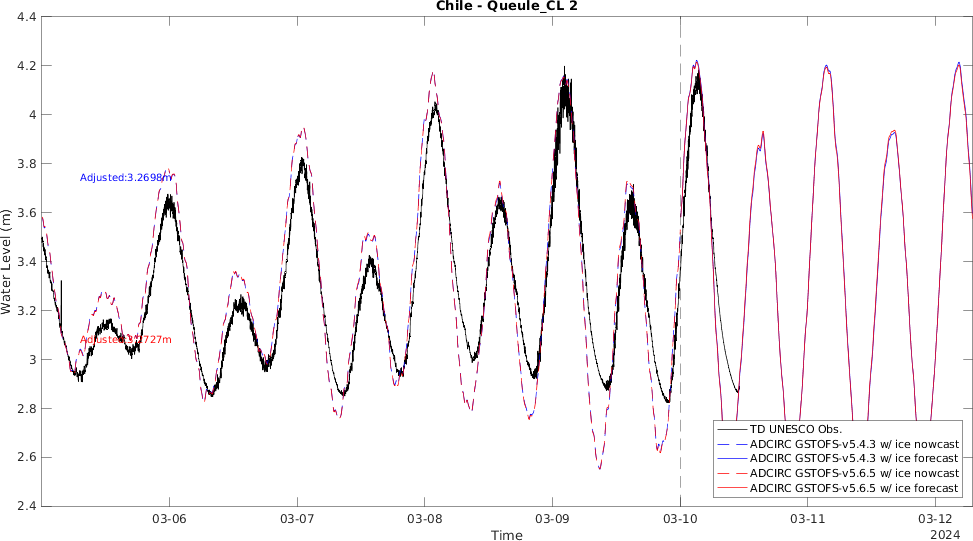 Chile - Queule_CL 2
4.4
4.2
4
3.8
3.6
3.4
3.2
3
2.8
2.6
2.4
Water Level (m)
Adjusted:3.2698m
Adjusted:3.2727m
TD UNESCO Obs.
ADCIRC GSTOFS-v5.4.3 w/ ice nowcast
ADCIRC GSTOFS-v5.4.3 w/ ice forecast
ADCIRC GSTOFS-v5.6.5 w/ ice nowcast
ADCIRC GSTOFS-v5.6.5 w/ ice forecast
03-06 03-07 03-08 03-09 03-10 03-11 03-12
Time
2024